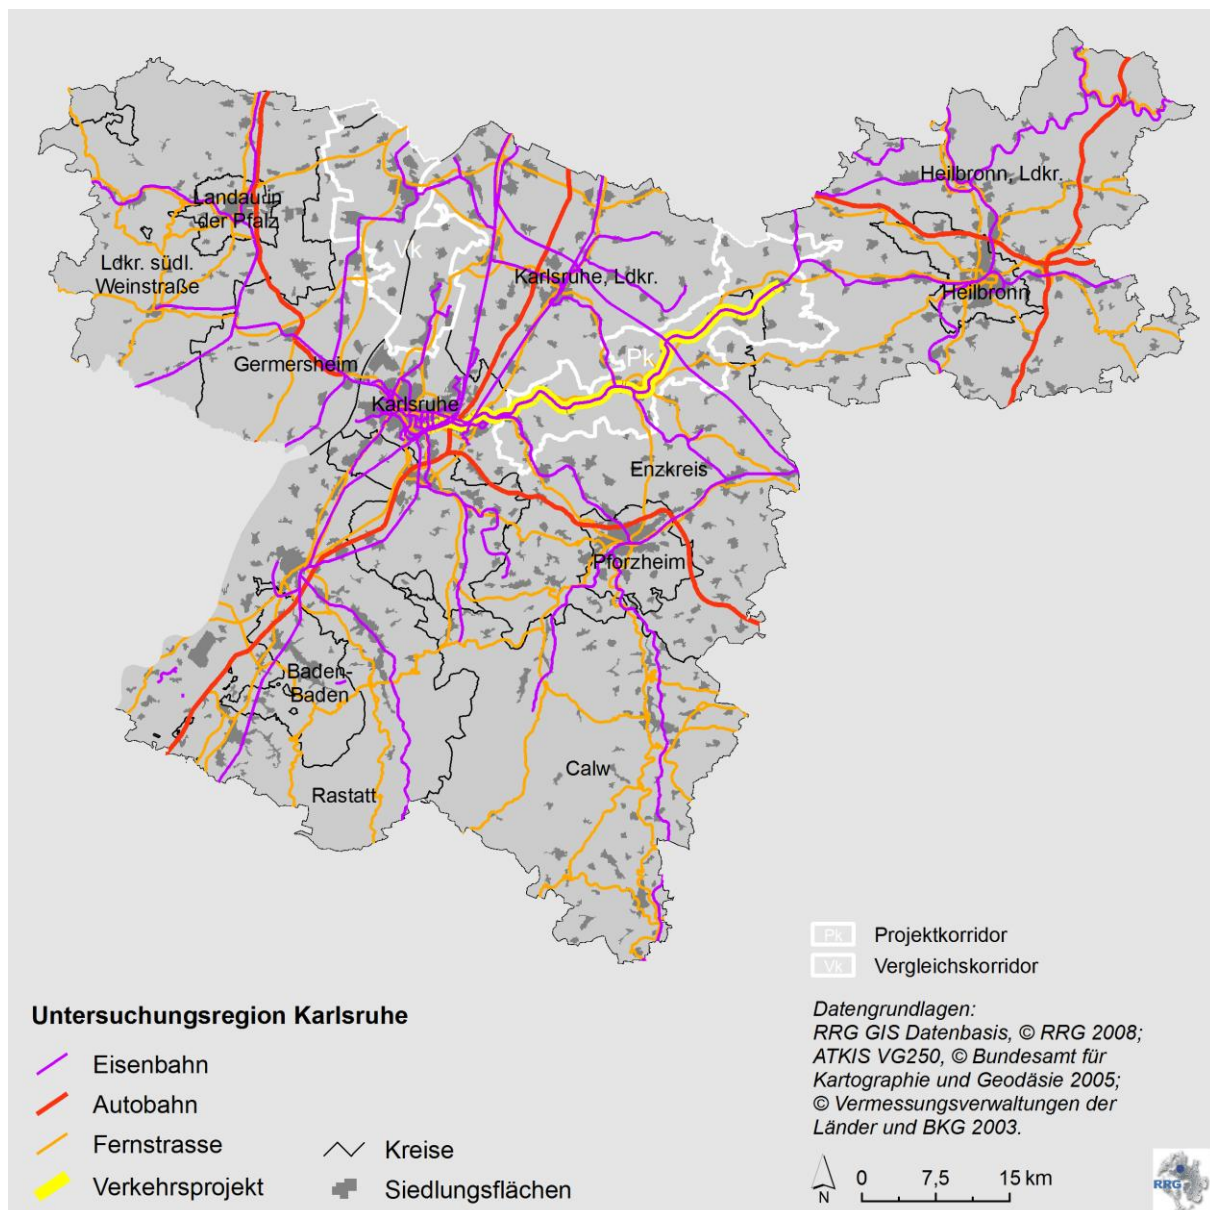 Landau in
der Pfalz
Ldkr. südl.
Weinstraße
Germersheim
Vk
Karlsruhe
Karlsruhe, Ldkr.
Pk
Heilbronn, Ldkr.
Heilbronn
Enzkreis
Pforzheim
Baden-
Baden
Rastatt
Calw
Pk Projektkorridor
Vk Vergleichskorridor
Untersuchungsregion Karlsruhe
Eisenbahn
Autobahn
Fernstrasse
Verkehrsprojekt
Kreise
Siedlungsflächen
Datengrundlagen:
RRG GIS Datenbasis, © RRG 2008;
ATKIS VG250, © Bundesamt für
Kartographie und Geodäsie 2005;
© Vermessungsverwaltungen der
Länder und BKG 2003.
N
0 7,5 15 km
RRG